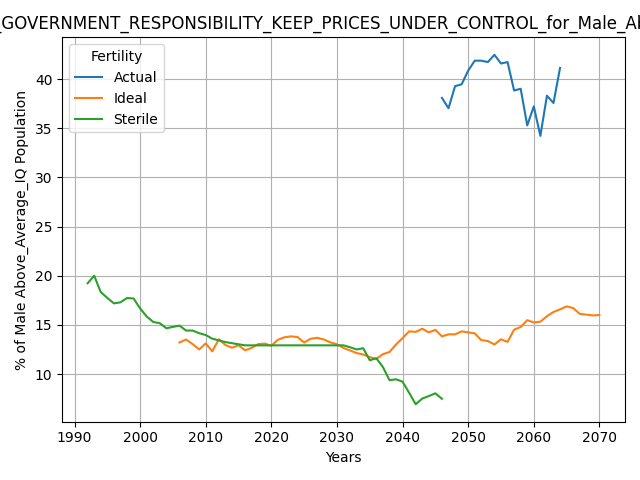 _GOVERNMENT_RESPONSIBILITY_KEEP_PRICES_UNDER_CONTROL_for_Male_A
Fertility
Actual
Ideal
Sterile
% of Male Above_Average_IQ Population
40
35
30
25
20
15
10
1990 2000 2010 2020 2030 2040 2050 2060 2070
Years